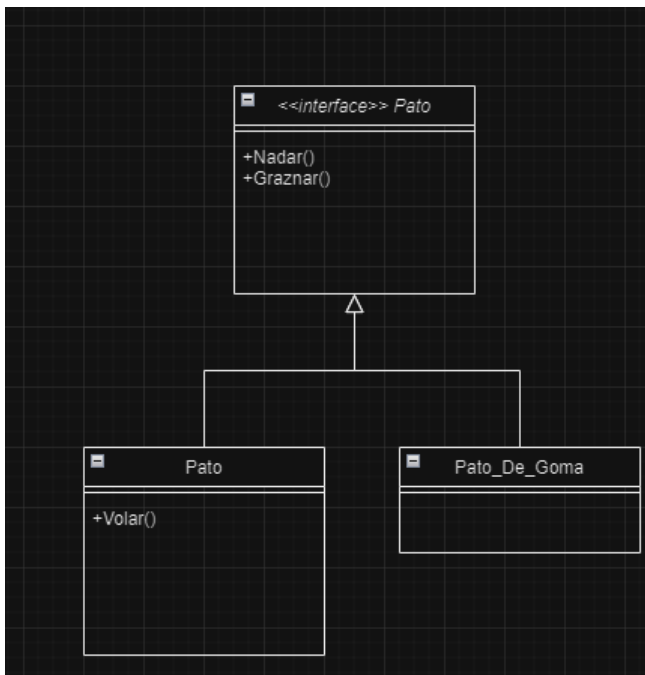 <<interface>> Pato
+Nadar()
+Graznar()
Pato
+Volar()
Pato_De_Goma